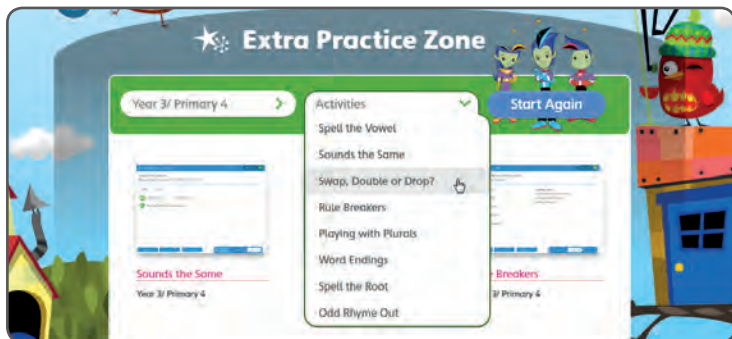 Extra Practice Zone
Year 3/ Primary 4
Activities
Start Again
Spell the Vowel
Sounds the Same
Swap, Double or Drop?
Rule Breakers
Playing with Plurals
Word Endings
Spell the Root
Odd Rhyme Out
Sounds the Same
Year 3/ Primary 4
Breakers
3/ Primary 4